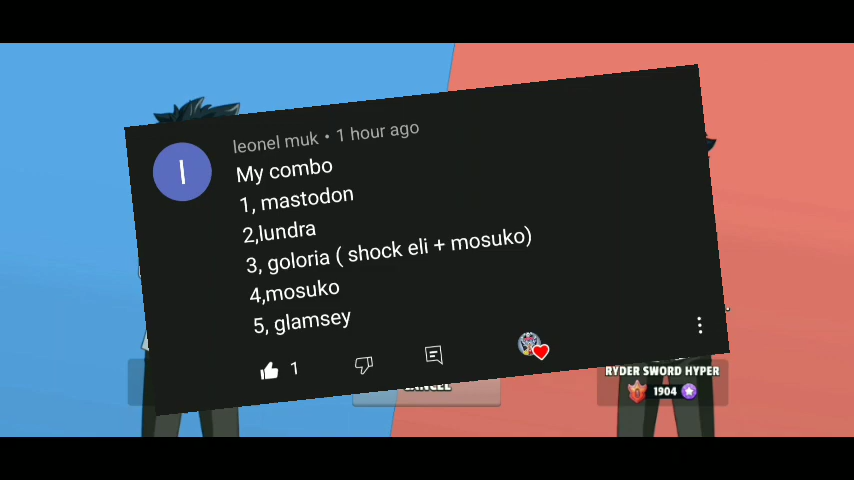 leonel muk • 1 hour ago
l
My combo
1, mastodon
2,lundra
3, goloria ( shock eli + mosuko)
4,mosuko
5, glamsey
1
RYDER SWORD HYPER
1904